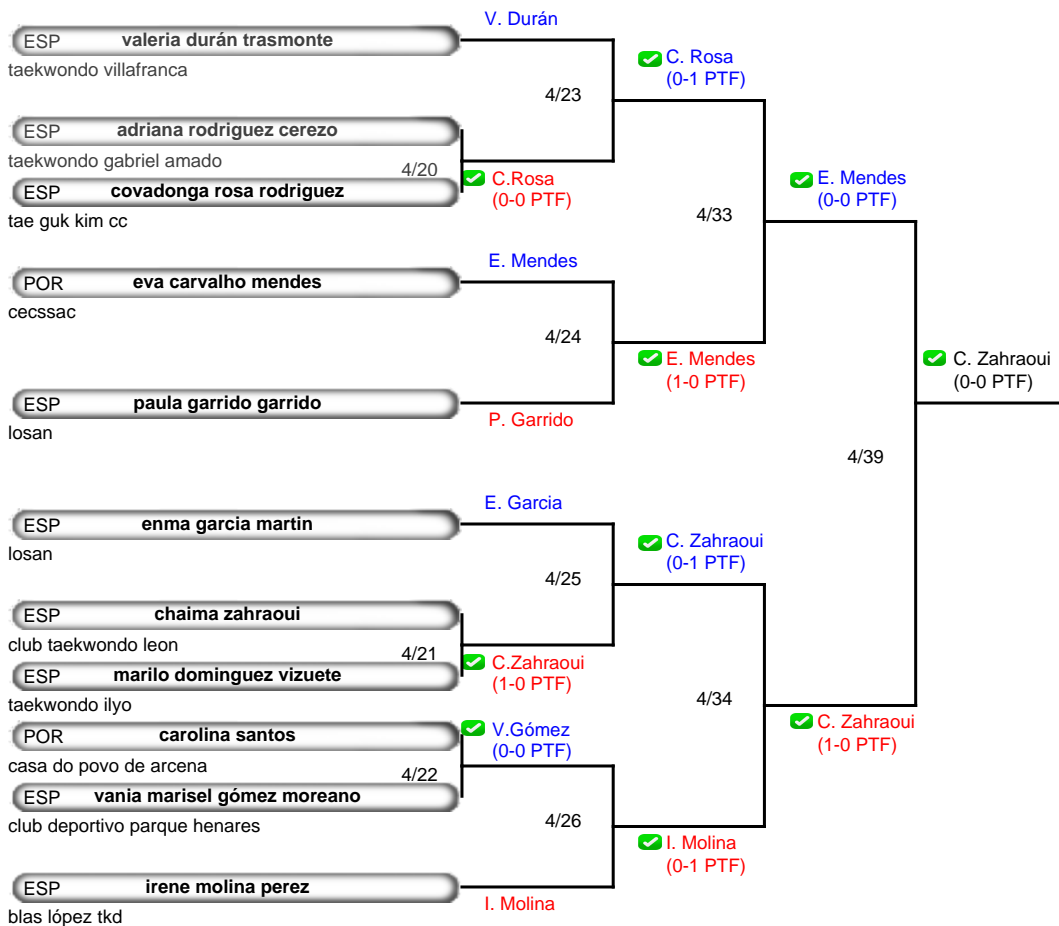 V. Durán
ESP valeria durán trasmonte
taekwondo villafranca
C. Rosa
(0-1 PTF)
4/23
ESP adriana rodriguez cerezo
taekwondo gabriel amado
4/20
ESP covadonga rosa rodriguez
tae guk kim cc
C.Rosa
(0-0 PTF)
E. Mendes
(0-0 PTF)
4/33
E. Mendes
POR eva carvalho mendes
cecssac
4/24
E. Mendes
(1-0 PTF)
ESP paula garrido garrido
losan
P. Garrido
C. Zahraoui
(0-0 PTF)
4/39
E. Garcia
ESP enma garcia martin
losan
C. Zahraoui
(0-1 PTF)
4/25
ESP chaima zahraoui
club taekwondo leon
4/21
ESP marilo dominguez vizuete
taekwondo ilyo
C.Zahraoui
(1-0 PTF)
4/34
C. Zahraoui
(1-0 PTF)
POR carolina santos
casa do povo de arcena
V.Gómez
(0-0 PTF)
4/22
ESP vania marisel gómez moreano
club deportivo parque henares
4/26
I. Molina
(0-1 PTF)
ESP irene molina perez
blas lópez tkd
I. Molina